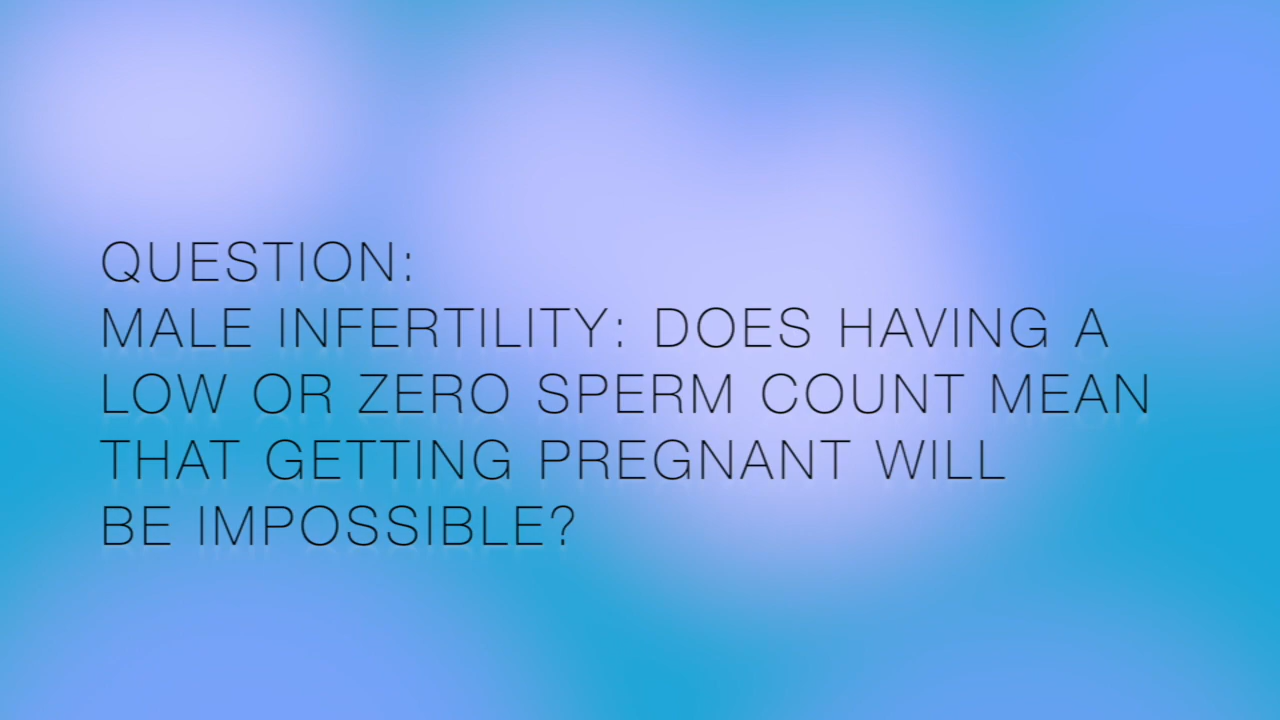 QUESTION:
MALE INFERTILITY: DOES HAVING A
LOW OR ZERO SPERM COUNT MEAN
THAT GETTING PREGNANT WILL
BE IMPOSSIBLE?